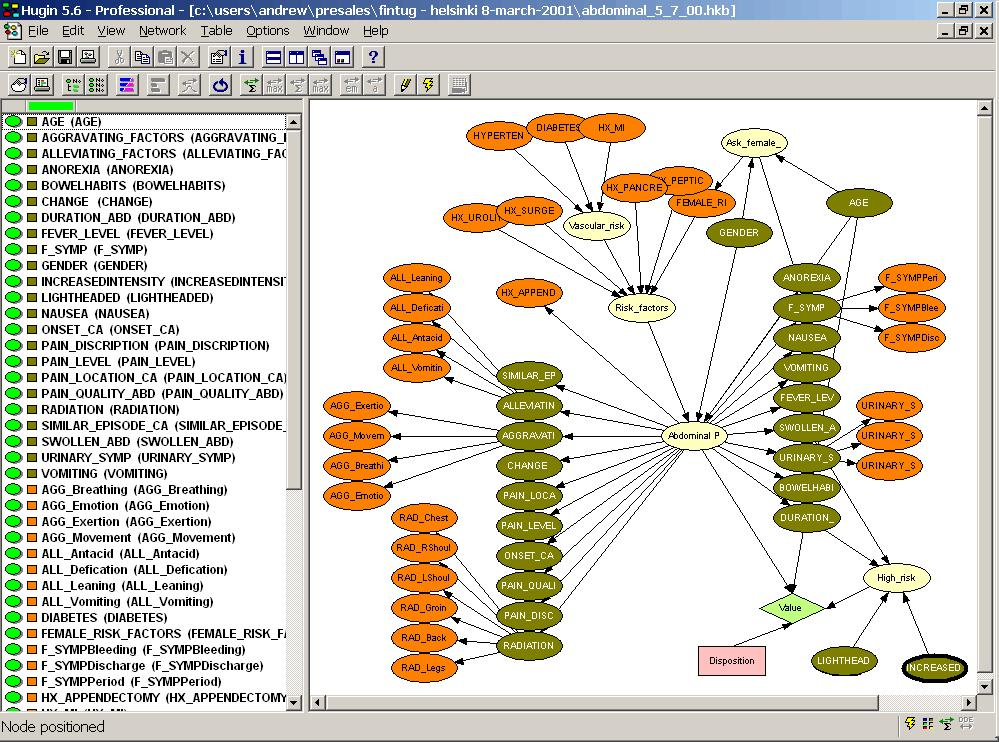 Hugin 5.6 - Professional - [c:\users\andrew\presales\fintug - helsinki 8-march-2001\abdominal_5_7_00.hkb]
File Edit View Network Table Options Window Help
AGE (AGE)
AGGRAVATING_FACTORS (AGGRAVATING_F
ALLEVIATING_FACTORS (ALLEVIATING_FAC
ANOREXIA (ANOREXIA)
BOWELHABITS (BOWELHABITS)
CHANGE (CHANGE)
DURATION_ABD (DURATION_ABD)
FEVER_LEVEL (FEVER_LEVEL)
F_SYMP (F_SYMP)
GENDER (GENDER)
INCREASEDINTENSITY (INCREASEDINTENSI
LIGHTHEADED (LIGHTHEADED)
NAUSEA (NAUSEA)
ONSET_CA (ONSET_CA)
PAIN_DISCRIPTION (PAIN_DISCRIPTION)
PAIN_LEVEL (PAIN_LEVEL)
PAIN_LOCATION_CA (PAIN_LOCATION_CA)
PAIN_QUALITY_ABD (PAIN_QUALITY_ABD)
RADIATION (RADIATION)
SIMILAR_EPISODE_CA (SIMILAR_EPISODE_
SWOLLEN_ABD (SWOLLEN_ABD)
URINARY_SYMP (URINARY_SYMP)
VOMITING (VOMITING)
AGG_Breathing (AGG_Breathing)
AGG_Emotion (AGG_Emotion)
AGG_Exertion (AGG_Exertion)
AGG_Movement (AGG_Movement)
ALL_Antacid (ALL_Antacid)
ALL_Defication (ALL_Defication)
ALL_Leaning (ALL_Leaning)
ALL_Vomiting (ALL_Vomiting)
DIABETES (DIABETES)
FEMALE_RISK_FACTORS (FEMALE_RISK_FA
F_SYMPBleeding (F_SYMPBleeding)
F_SYMPDischarge (F_SYMPDischarge)
F_SYMPPeriod (F_SYMPPeriod)
HX_APPENDECTOMY (HX_APPENDECTOMY
HX_MI (HX_MI)
HYPERTEN
DIABETES
HX_MI
Ask_female_
HX_PANCRE
X_PEPTIC
FEMALE_RI
AGE
HX_UROLI
HX_SURGE
Vascular_risk
GENDER
ALL_Leaning
ALL_Deficati
ALL_Antacid
ALL_Vomitin
HX_APPEND
Risk_factors
ANOREXIA
F_SYMP
NAUSEA
VOMITING
FEVER_LEV
SWOLLEN_A
URINARY_S
BOWELHABI
DURATION_
F_SYMPPeri
F_SYMPBlee
F_SYMPDisc
URINARY_S
URINARY_S
URINARY_S
SIMILAR_EP
ALLEVIATIN
AGGRAVATI
CHANGE
PAIN_LOCA
PAIN_LEVEL
ONSET_CA
PAIN_QUALI
PAIN_DISC
RADIATION
Abdominal P
AGG_Exertio
AGG_Movem
AGG_Breathi
AGG_Emotio
RAD_Chest
RAD_RShoul
RAD_LShoul
RAD_Groin
RAD_Back
RAD_Legs
High_risk
Value
Disposition
LIGHTHEAD
INCREASED
Node positioned
DDE